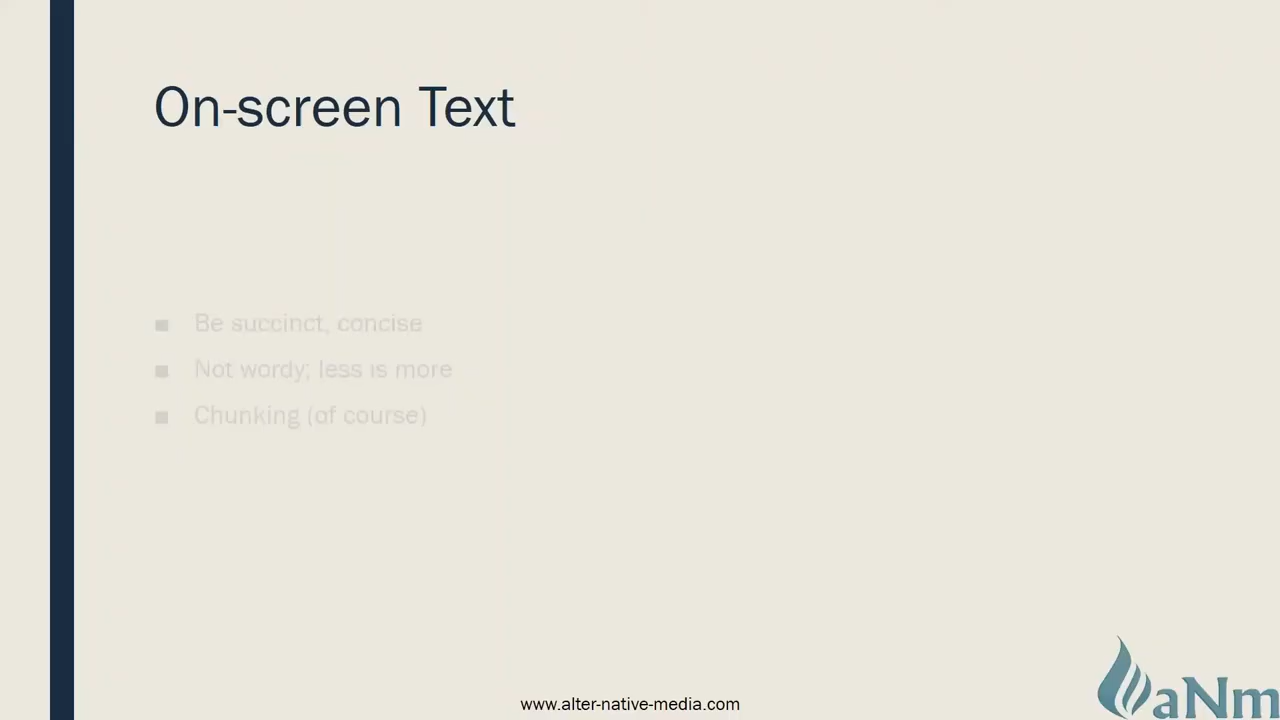 On-screen Text
■ Be succinct, concise
■ Not wordy; less is more
■ Chunking (of course)
www.alter-native-media.com
aNm